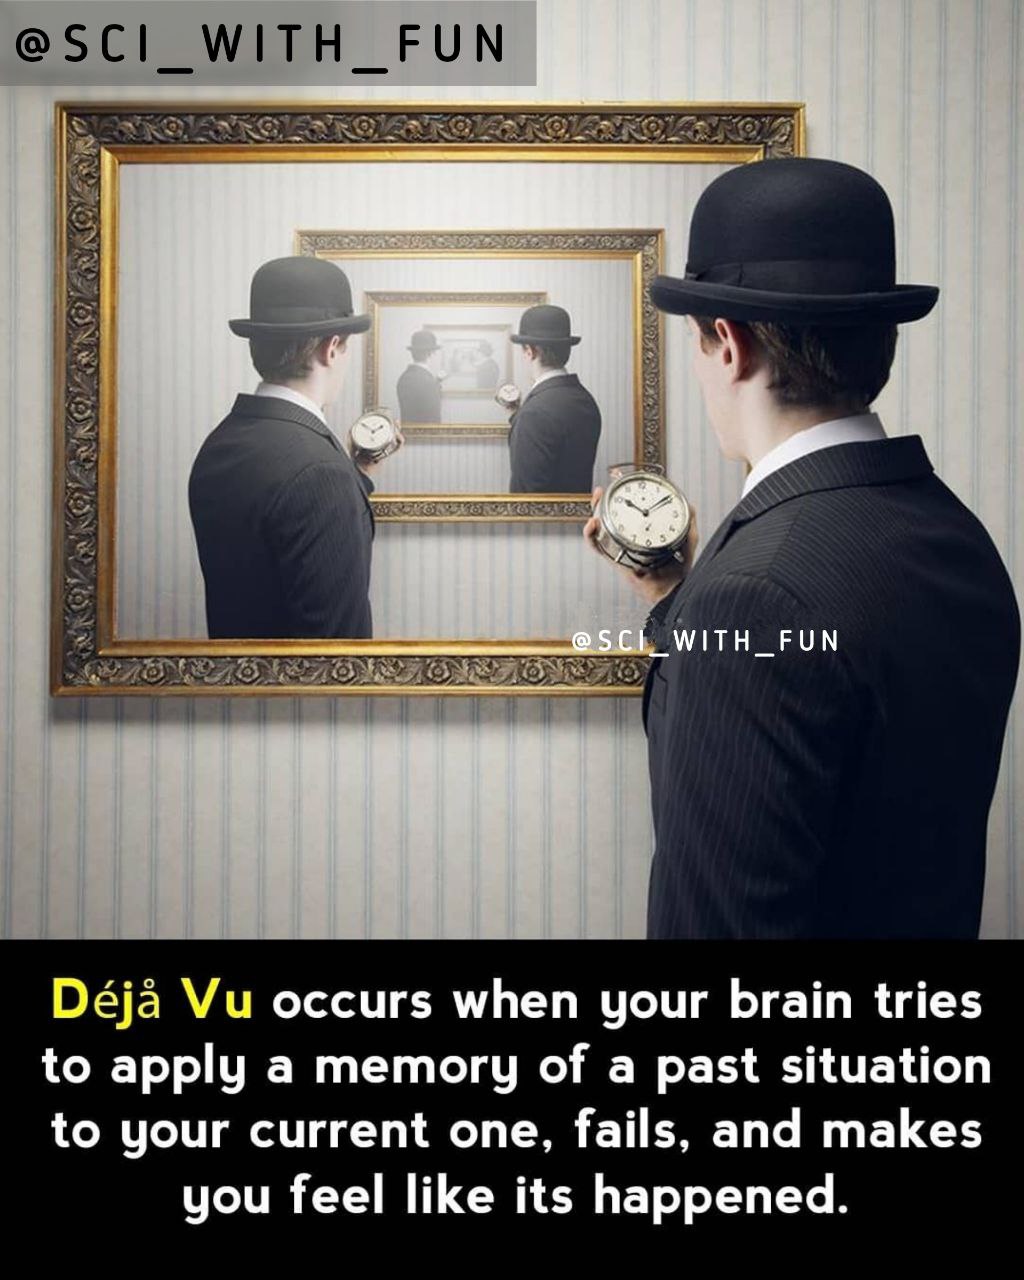 @SCI_WITH_FUN
@SCI_WITH_FUN
Déjå Vu occurs when your brain tries
to apply a memory of a past situation
to your current one, fails, and makes
you feel like its happened.